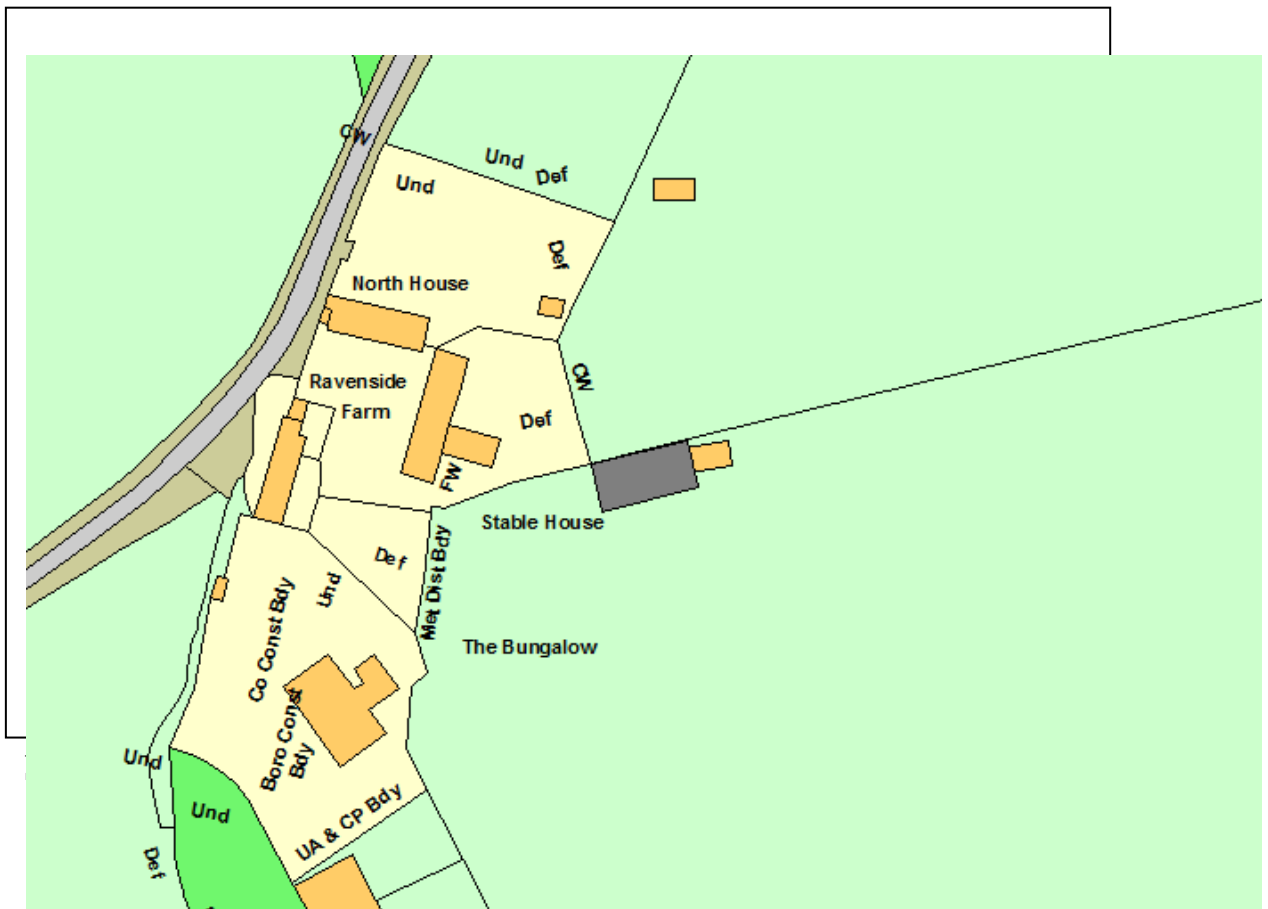 CW
Und
Def
Und
Def
North House
Ravenside
Farm
CW
Def
FW
Stable House
Def
Met Dist Bdy
Und
Co Const Bdy
The Bungalow
Boro Const
Bdy
Und
Und
UA & CP Bdy
Def